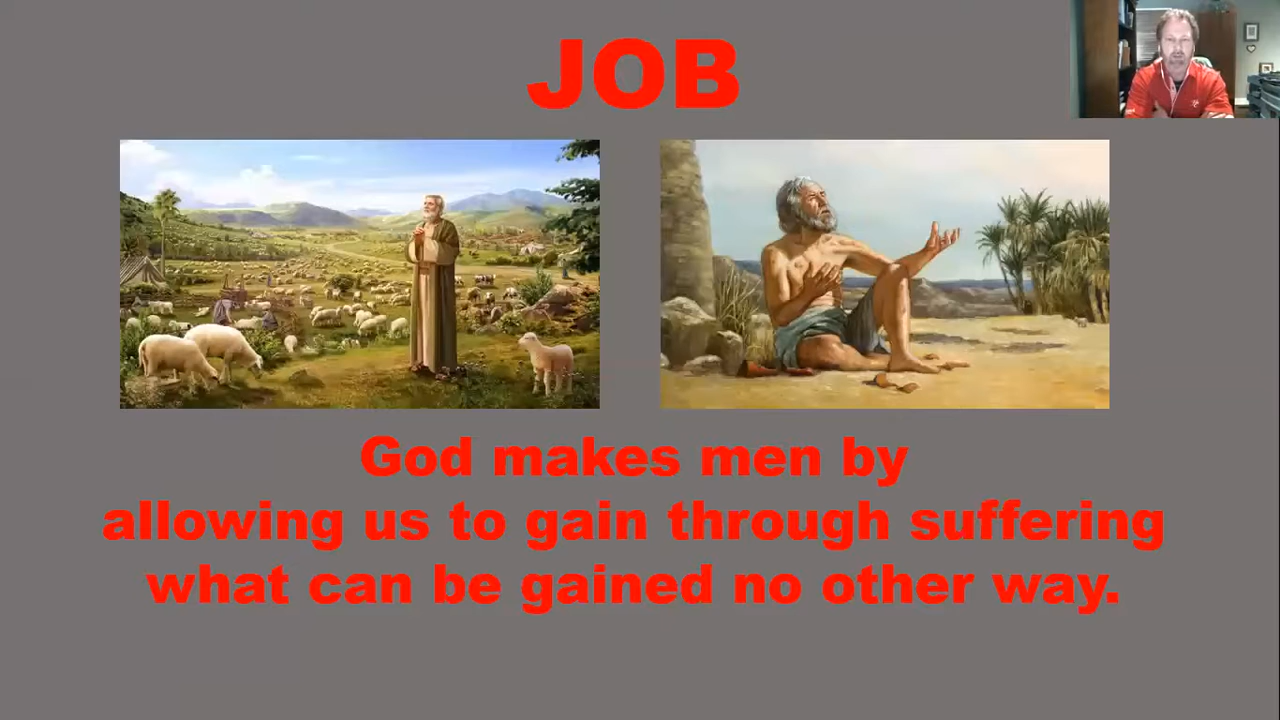 JOB
God makes men by
allowing us to gain through suffering
what can be gained no other way.